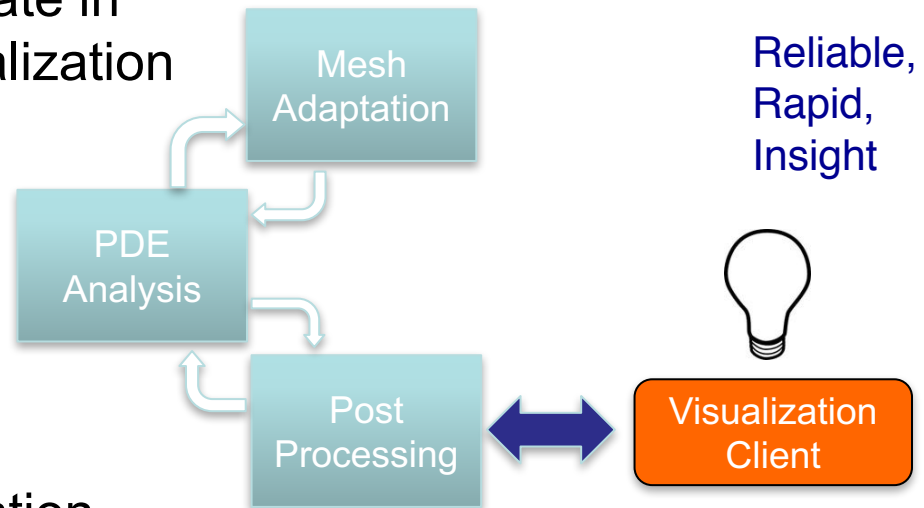 alization
Mesh
Adaptation
Reliable,
Rapid,
Insight
PDE
Analysis
Post
Processing
Visualization
Client